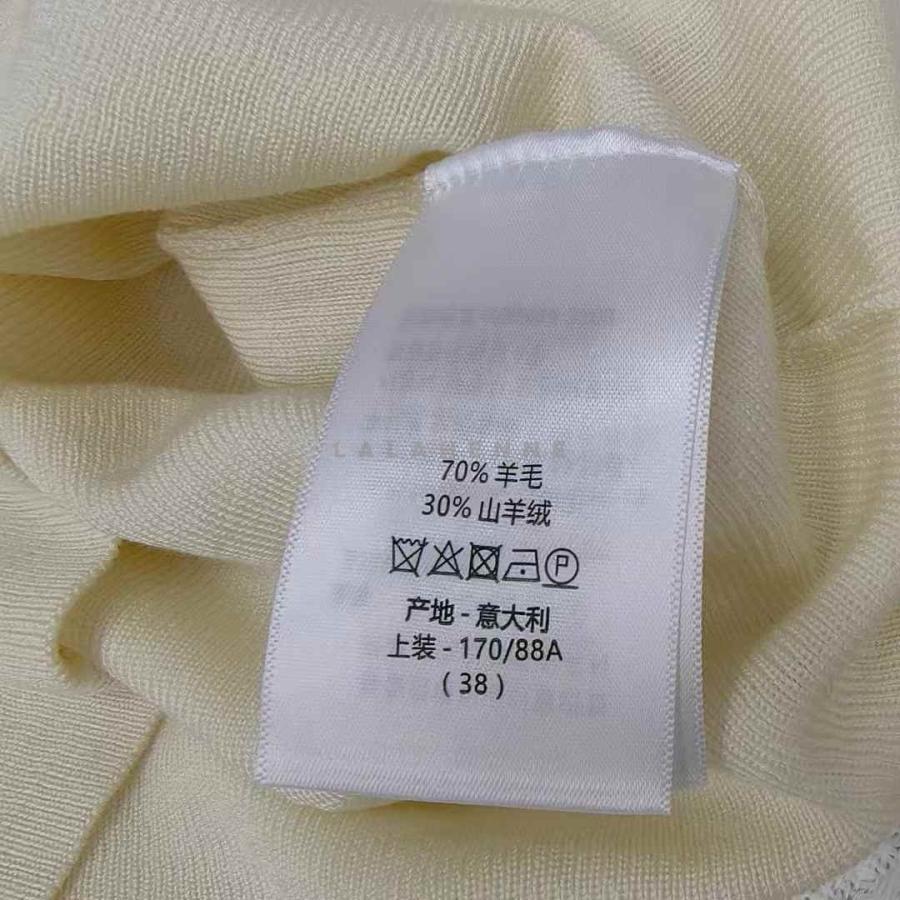 70% 羊毛
30% 山羊绒
产地 - 意大利
上装 - 170/88A
( 38 )